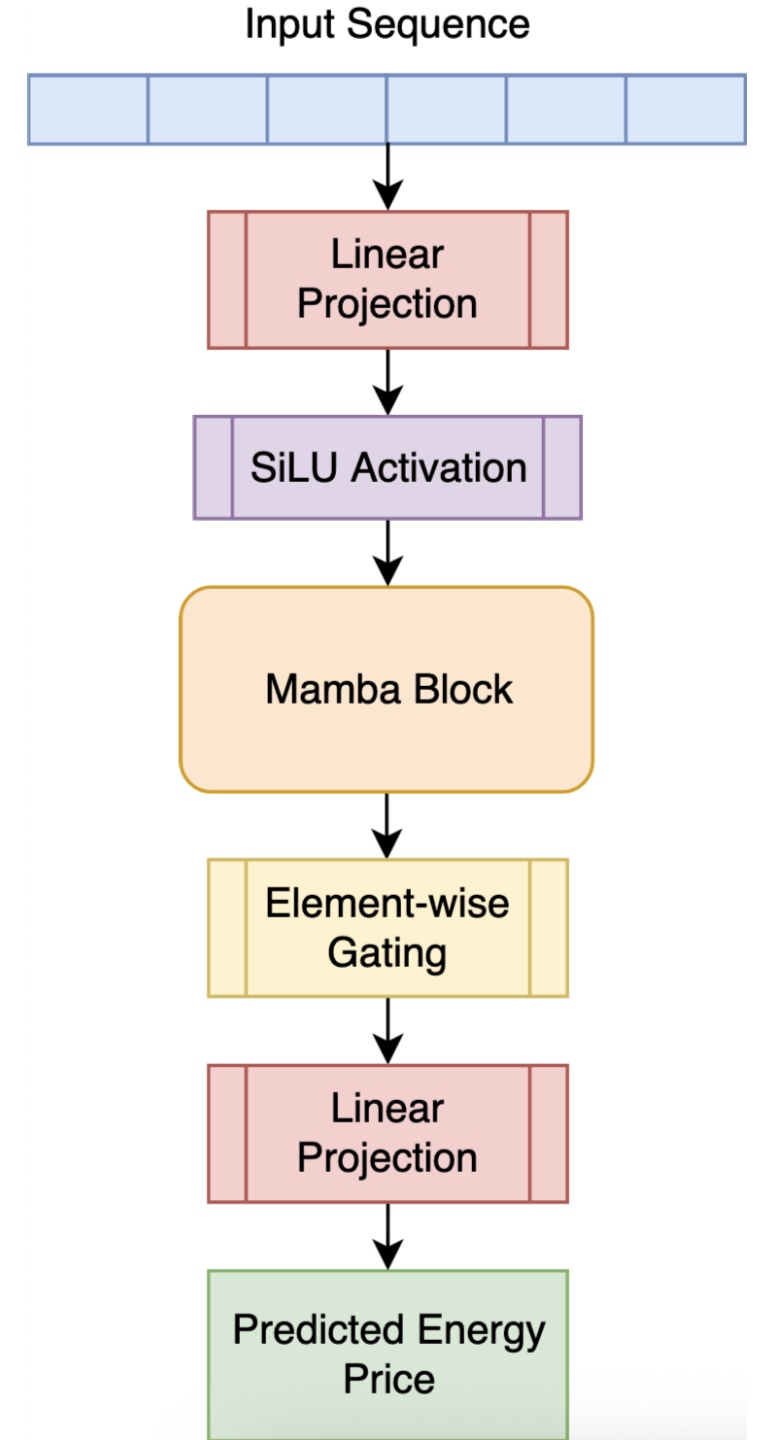 Input Sequence
Linear
Projection
SiLU Activation
Mamba Block
Element-wise
Gating
Linear
Projection
Predicted Energy
Price